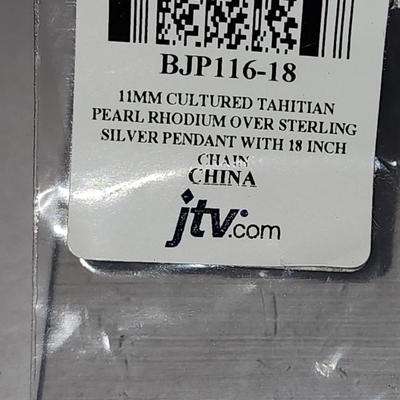 BJP116-18
11MM CULTURED TAHITIAN
PEARL RHODIUM OVER STERLING
SILVER PENDANT WITH 18 INCH
CHAIN
CHINA
jtv.com